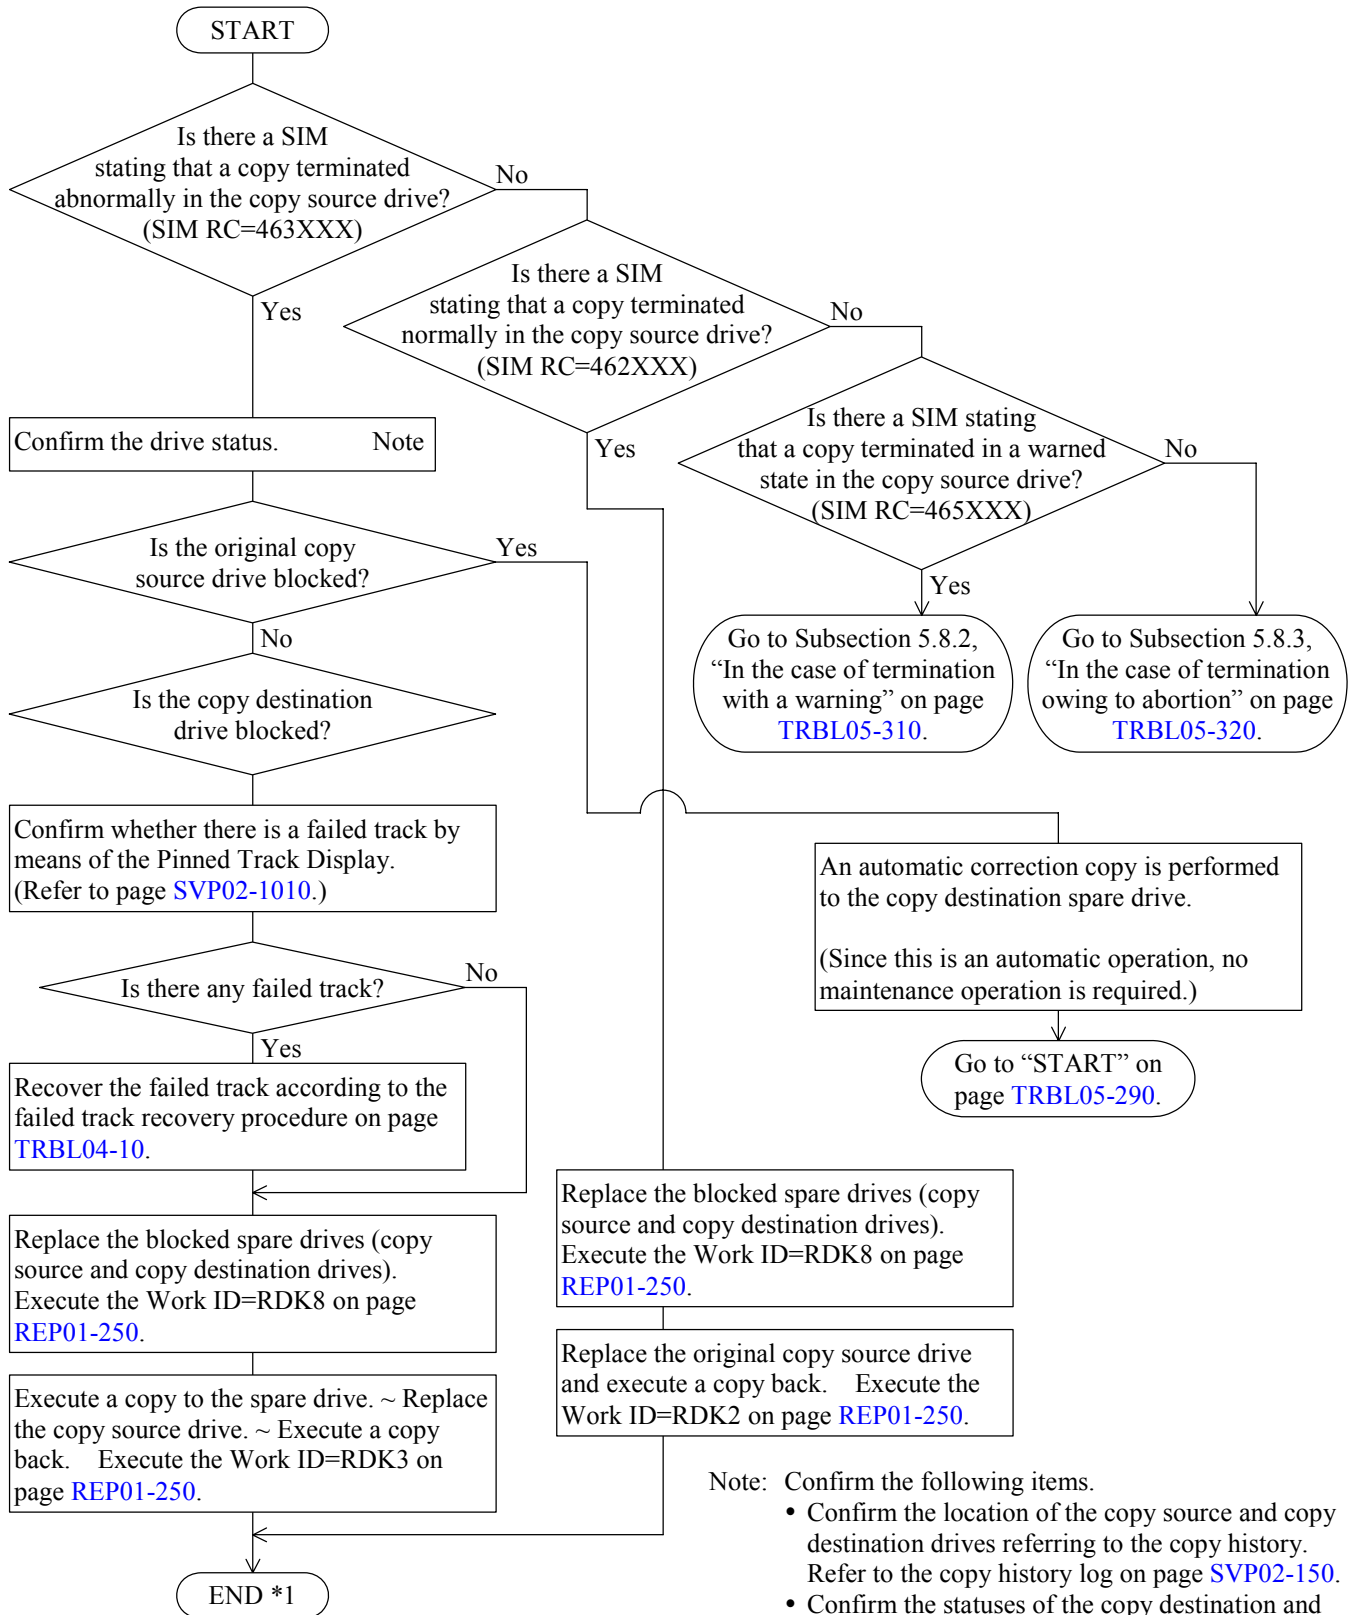 START
Is there a SIM
stating that a copy terminated
abnormally in the copy source drive?
(SIM RC=463XXX)
No
Yes
Is there a SIM
stating that a copy terminated
normally in the copy source drive?
(SIM RC=462XXX)
No
Yes
Is there a SIM stating
that a copy terminated in a warned
state in the copy source drive?
(SIM RC=465XXX)
No
Yes
Confirm the drive status. Note
Is the original copy
source drive blocked?
Yes
No
Go to Subsection 5.8.2,
“In the case of termination
with a warning” on page
TRBL05-310.
Go to Subsection 5.8.3,
“In the case of termination
owing to abortion” on page
TRBL05-320.
Is the copy destination
drive blocked?
Confirm whether there is a failed track by
means of the Pinned Track Display.
(Refer to page SVP02-1010.)
An automatic correction copy is performed
to the copy destination spare drive.
(Since this is an automatic operation, no
maintenance operation is required.)
Go to “START” on
page TRBL05-290.
Is there any failed track?
No
Yes
Recover the failed track according to the
failed track recovery procedure on page
TRBL04-10.
Replace the blocked spare drives (copy
source and copy destination drives).
Execute the Work ID=RDK8 on page
REP01-250.
Execute a copy to the spare drive. ~ Replace
the copy source drive. ~ Execute a copy
back. Execute the Work ID=RDK3 on
page REP01-250.
Replace the blocked spare drives (copy
source and copy destination drives).
Execute the Work ID=RDK8 on page
REP01-250.
Replace the original copy source drive
and execute a copy back. Execute the
Work ID=RDK2 on page REP01-250.
END *1
Note: Confirm the following items.
• Confirm the location of the copy source and copy
destination drives referring to the copy history.
Refer to the copy history log on page SVP02-150.
• Confirm the statuses of the copy destination and